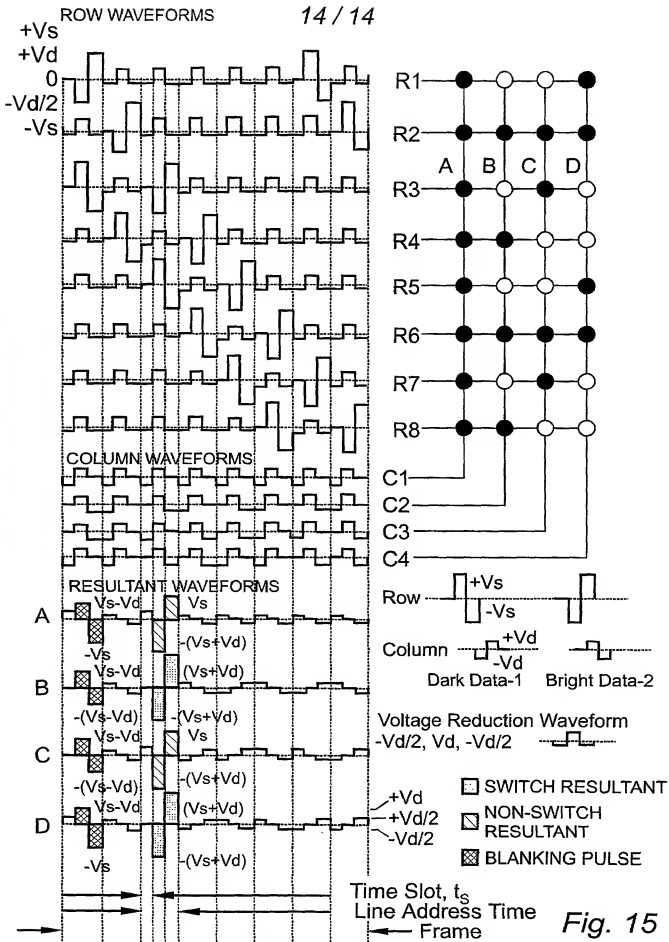 ROW WAVEFORMS
14 / 14
+Vs
+Vd
0
-Vd/2
-Vs
R1
R2
A B C D
R3
R4
R5
R6
R7
R8
COLUMN WAVEFORMS
C1
C2
C3
C4
RESULTANT WAVEFORMS
A
Vs-Vd
Vs
-Vs
-(Vs+Vd)
B
Vs-Vd
(Vs+Vd)
-(Vs-Vd)
-(Vs+Vd)
C
Vs-Vd
Vs
-(Vs-Vd)
-(Vs+Vd)
D
Vs-Vd
(Vs+Vd)
-Vs
-(Vs+Vd)
+Vd
+Vd/2
-Vd/2
Row
+Vs
-Vs
Column
+Vd
-Vd
Dark Data-1 Bright Data-2
Voltage Reduction Waveform
-Vd/2, Vd, -Vd/2
SWITCH RESULTANT
NON-SWITCH
RESULTANT
BLANKING PULSE
Time Slot, tS
Line Address Time
Frame
Fig. 15